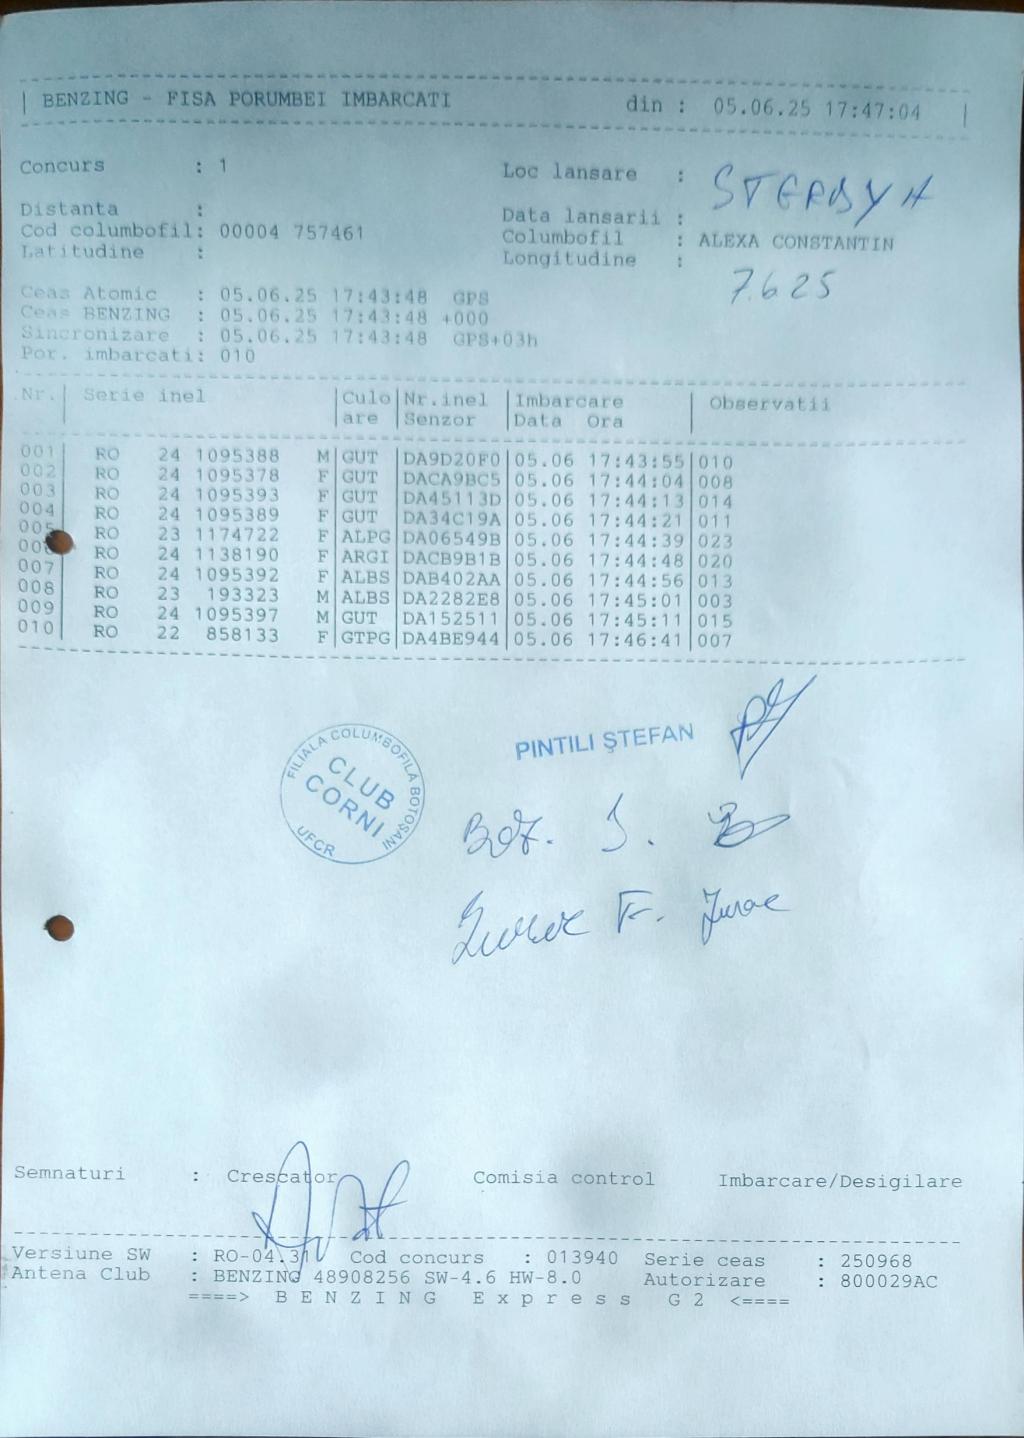 BENZING - FISA PORUMBEI IMBARCATI din : 05.06.25 17:47:04
Concurs : 1 Loc lansare : STERBYH
Distanta : Data lansarii :
Cod columbofil: 00004 757461 Columbofil : ALEXA CONSTANTIN
Latitudine : Longitudine :
7.6.25
Ceas Atomic : 05.06.25 17:43:48 GPS
Ceas BENZING : 05.06.25 17:43:48 +000
Sincronizare : 05.06.25 17:43:48 GPS+03h
Por. imbarcati: 010
Nr. | Serie inel | Culo | Nr.inel | Imbarcare | Observatii
are | Senzor | Data Ora
001 RO 24 1095388 M GUT DA9D20F0 05.06 17:43:55 010
002 RO 24 1095378 F GUT DACA9BC5 05.06 17:44:04 008
003 RO 24 1095393 F GUT DA45113D 05.06 17:44:13 014
004 RO 24 1095389 F GUT DA34C19A 05.06 17:44:21 011
005 RO 23 1174722 F ALPG DA06549B 05.06 17:44:39 023
006 RO 24 1138190 F ARGI DACB9B1B 05.06 17:44:48 020
007 RO 24 1095392 F ALBS DAB402AA 05.06 17:44:56 013
008 RO 23 193323 M ALBS DA2282E8 05.06 17:45:01 003
009 RO 24 1095397 M GUT DA152511 05.06 17:45:11 015
010 RO 22 858133 F GTPG DA4BE944 05.06 17:46:41 007
FILIALA COLUMBOFILA BOTOȘANI
CLUB
CORNI
UFCR
PINTILI ȘTEFAN
Semnaturi : Crescator Comisia control Imbarcare/Desigilare
Versiune SW : RO-04.31 Cod concurs : 013940 Serie ceas : 250968
Antena Club : BENZING 48908256 SW-4.6 HW-8.0 Autorizare : 800029AC
====> B E N Z I N G E x p r e s s G 2 <====